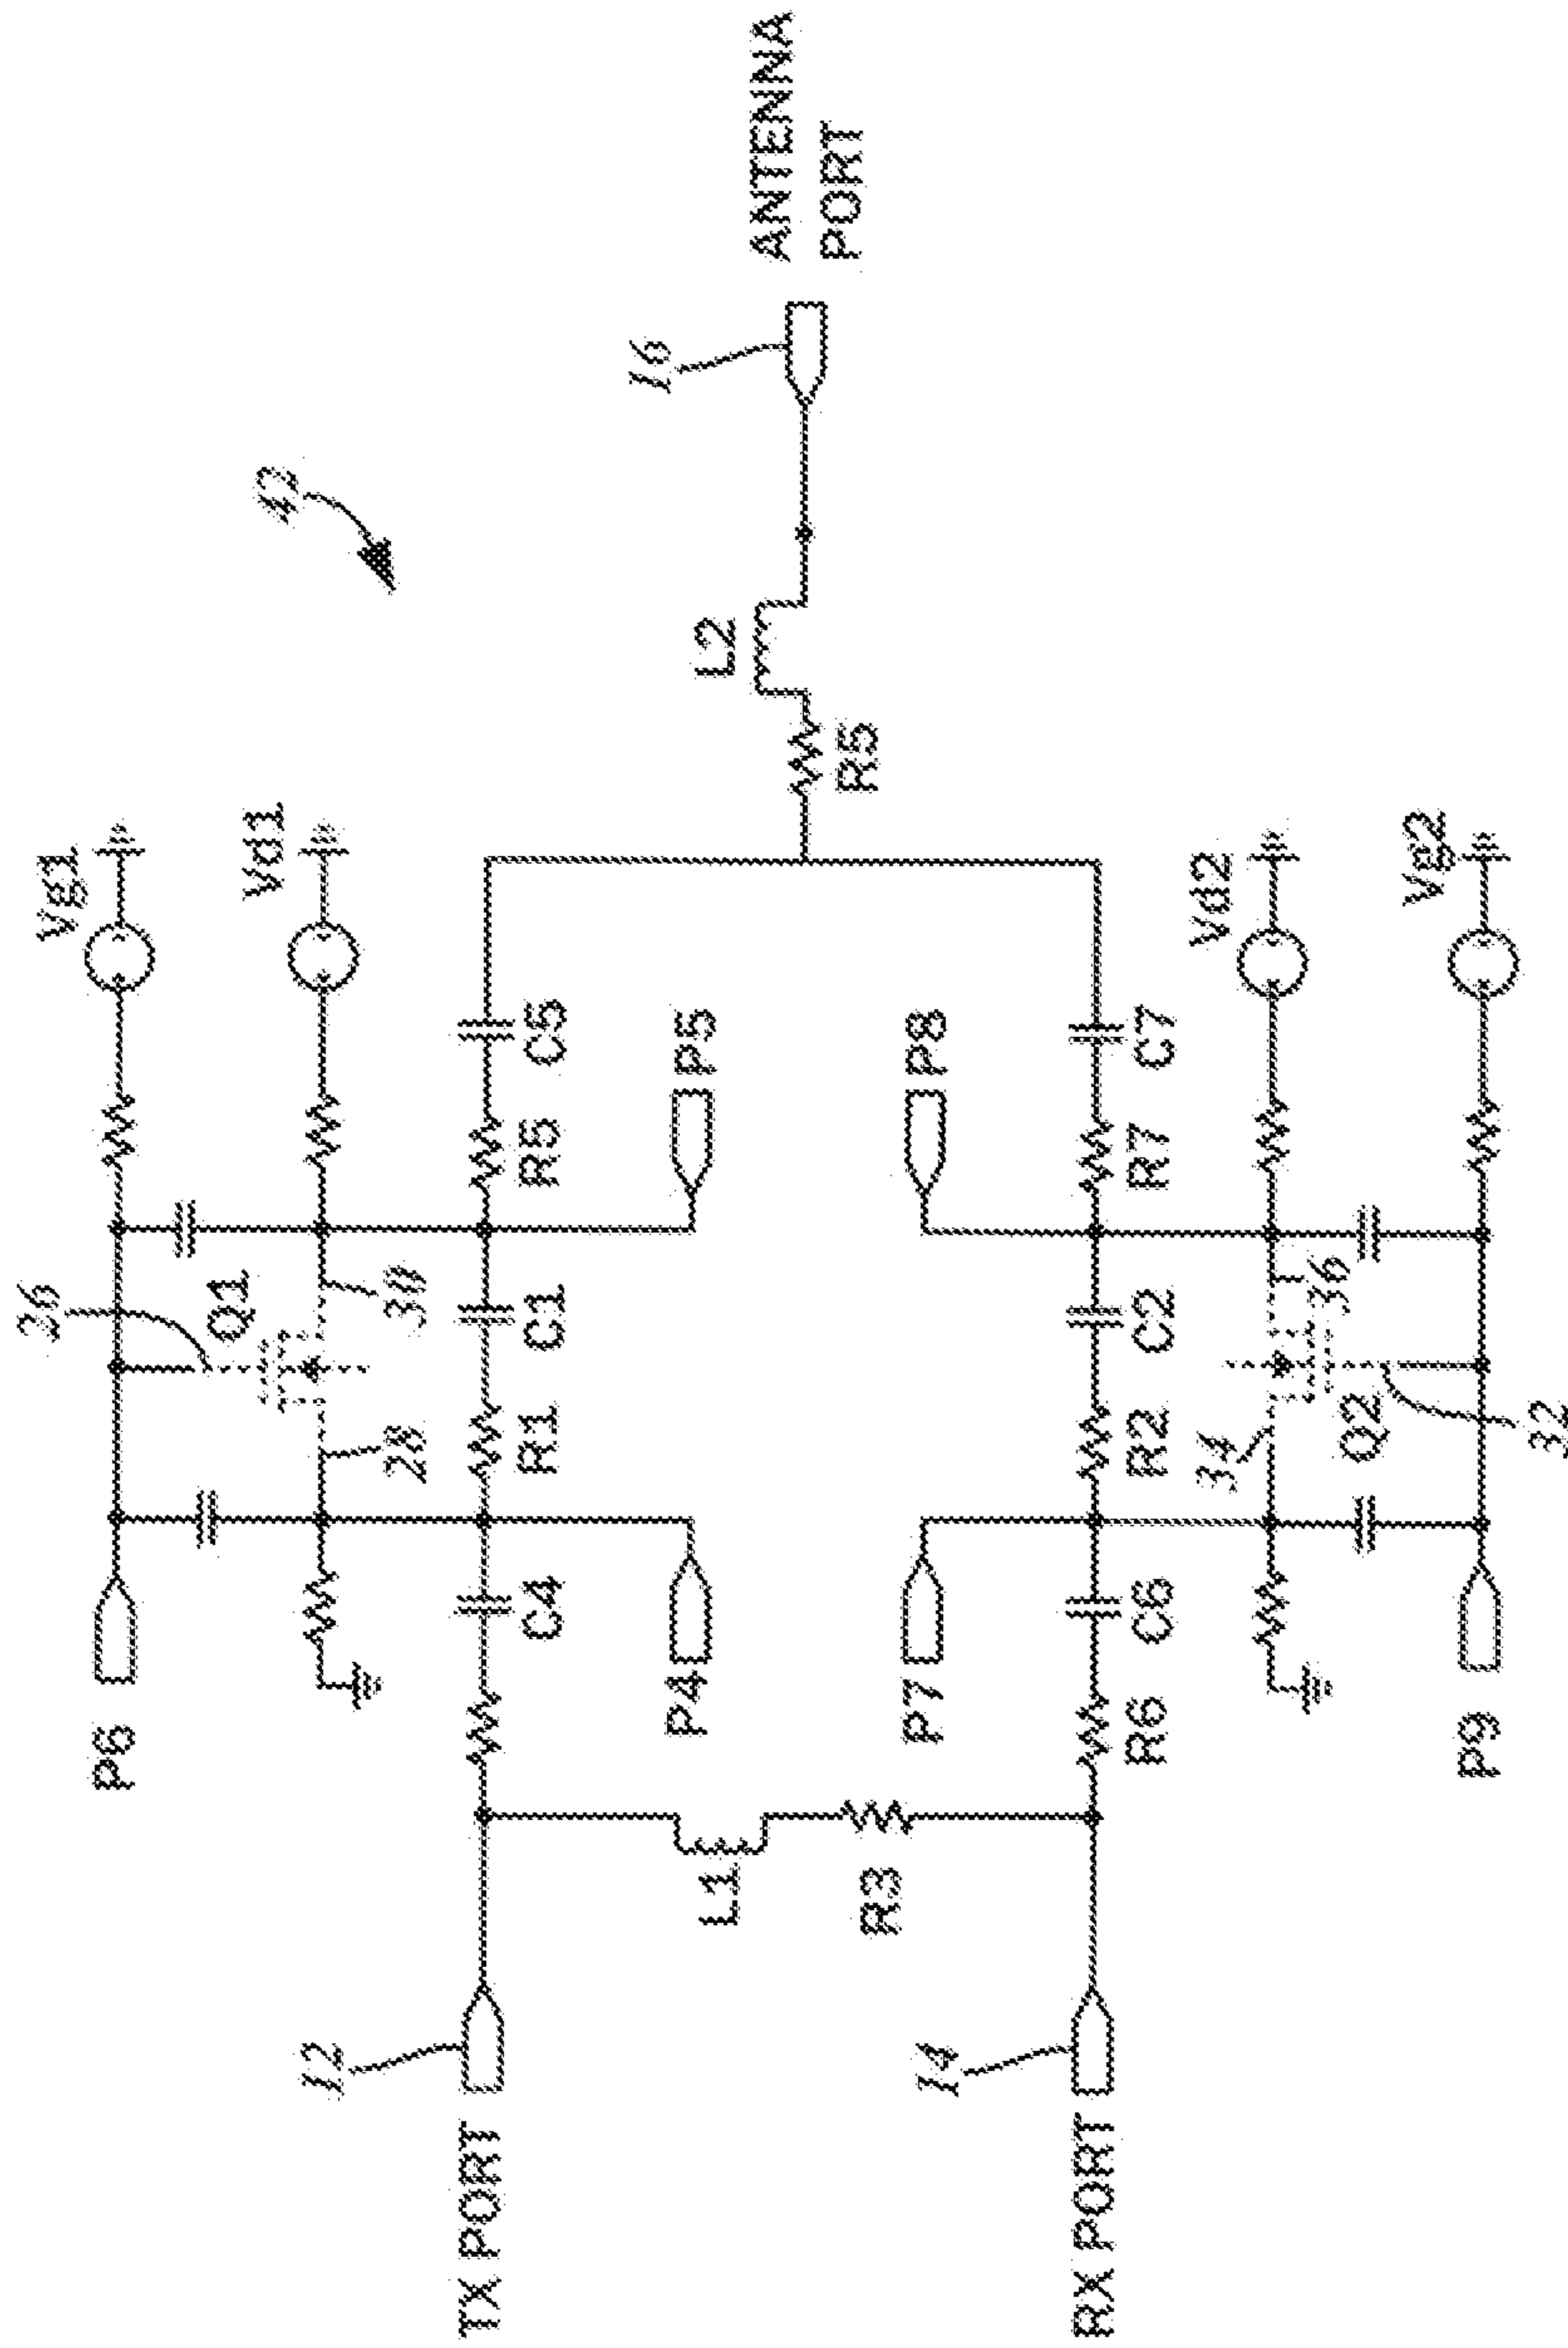 42
P6
26
Q1
Vg1
28
30
Vd1
C4
R1
C1
R5
C5
P4
P5
12
TX PORT
L1
R3
L2
R5
16
ANTENNA
PORT
P7
P8
14
RX PORT
R6
C6
R2
C2
R7
C7
34
36
Vd2
Q2
32
P9
Vg2